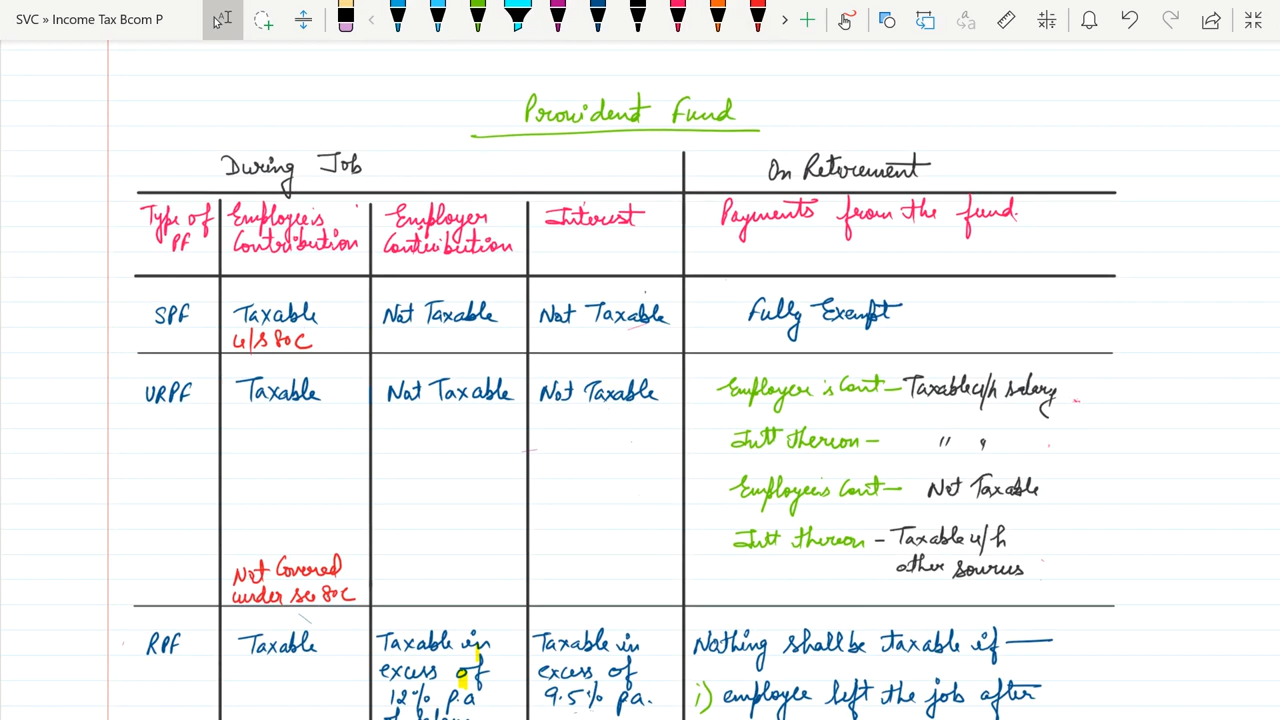 SVC » Income Tax Bcom P
Provident Fund
During Job
On Retirement
Type of PF
Employee's Contribution
Employer Contribution
Interest
Payments from the fund.
SPF
Taxable
u/s 80C
Not Taxable
Not Taxable
Fully Exempt
URPF
Taxable
Not Taxable
Not Taxable
Not Covered
under sec 80C
Employer's Cont - Taxable u/h salary
Intt thereon - " "
Employee's Cont - Not Taxable
Intt thereon - Taxable u/h
other sources
RPF
Taxable
Taxable in
excess of
12% p.a
Taxable in
excess of
9.5% p.a.
Nothing shall be taxable if —
i) employee left the job after